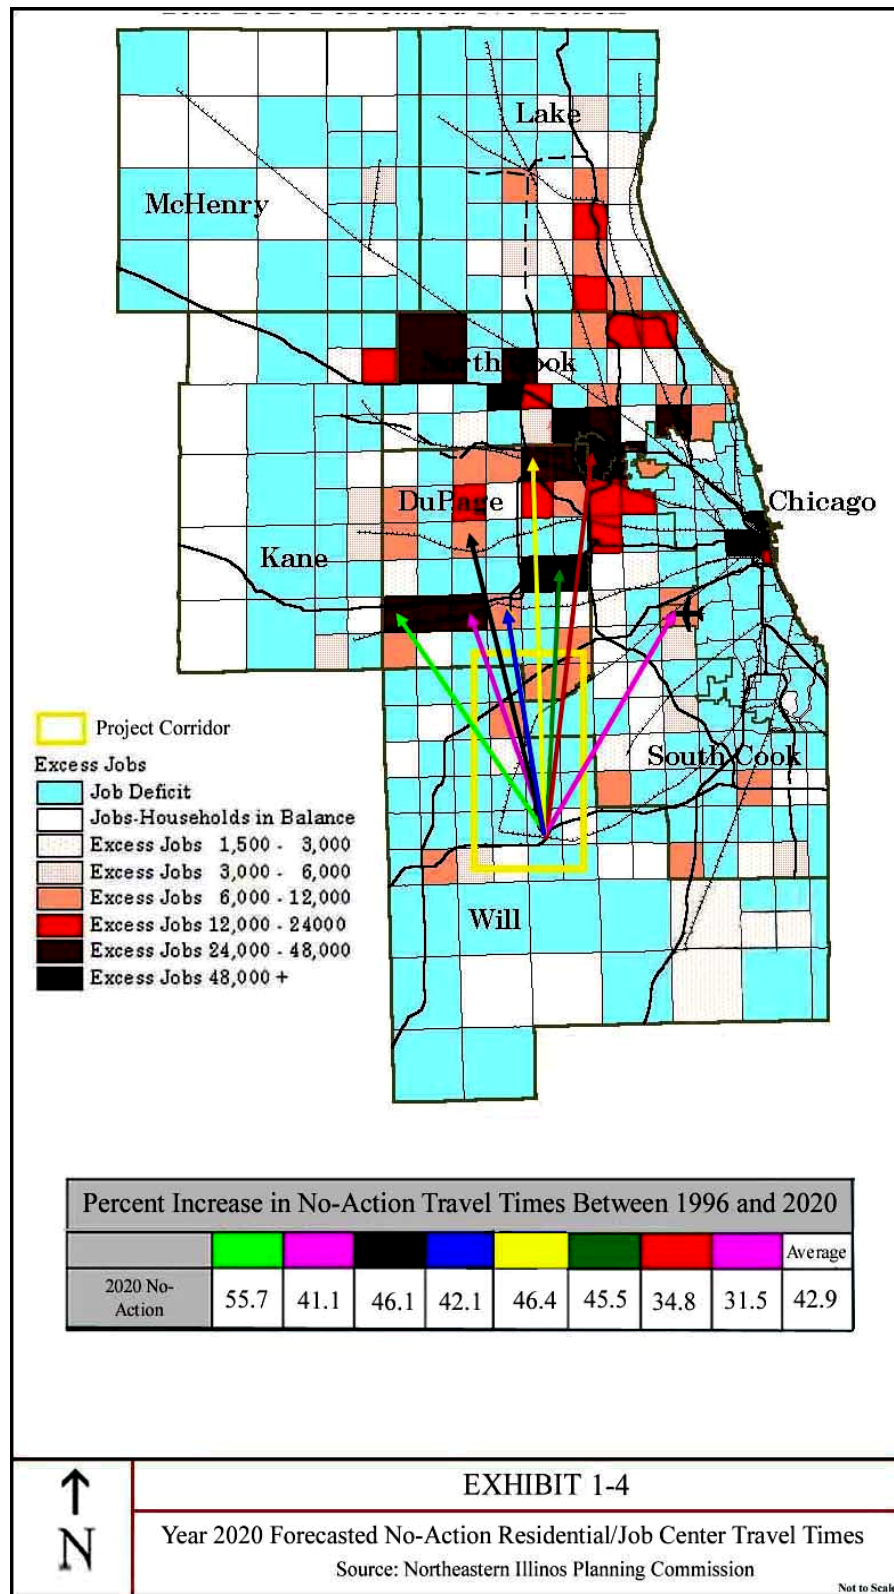 Lake
McHenry
North Cook
DuPage
Chicago
Kane
Project Corridor
South Cook
Excess Jobs
Job Deficit
Jobs-Households in Balance
Excess Jobs 1,500 - 3,000
Excess Jobs 3,000 - 6,000
Excess Jobs 6,000 - 12,000
Excess Jobs 12,000 - 24000
Excess Jobs 24,000 - 48,000
Excess Jobs 48,000 +
Will
Percent Increase in No-Action Travel Times Between 1996 and 2020
Average
2020 No-
Action
55.7 41.1 46.1 42.1 46.4 45.5 34.8 31.5 42.9
N
EXHIBIT 1-4
Year 2020 Forecasted No-Action Residential/Job Center Travel Times
Source: Northeastern Illinos Planning Commission
Not to Scale